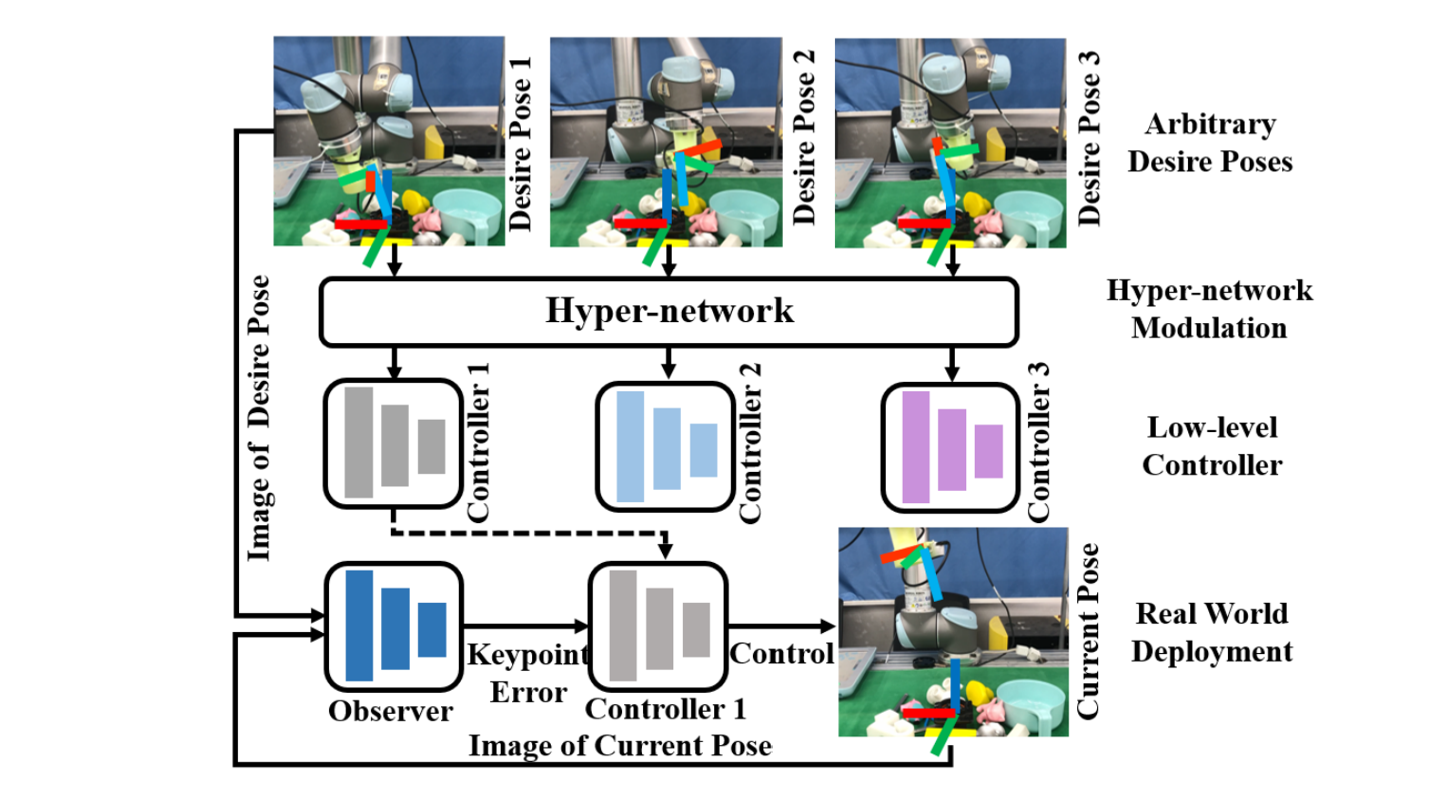 Desire Pose 1
Desire Pose 2
Desire Pose 3
Arbitrary
Desire Poses
Image of Desire Pose
Hyper-network
Hyper-network
Modulation
Controller 1
Controller 2
Controller 3
Low-level
Controller
Observer
Keypoint
Error
Controller 1
Control
Current Pose
Real World
Deployment
Image of Current Pose